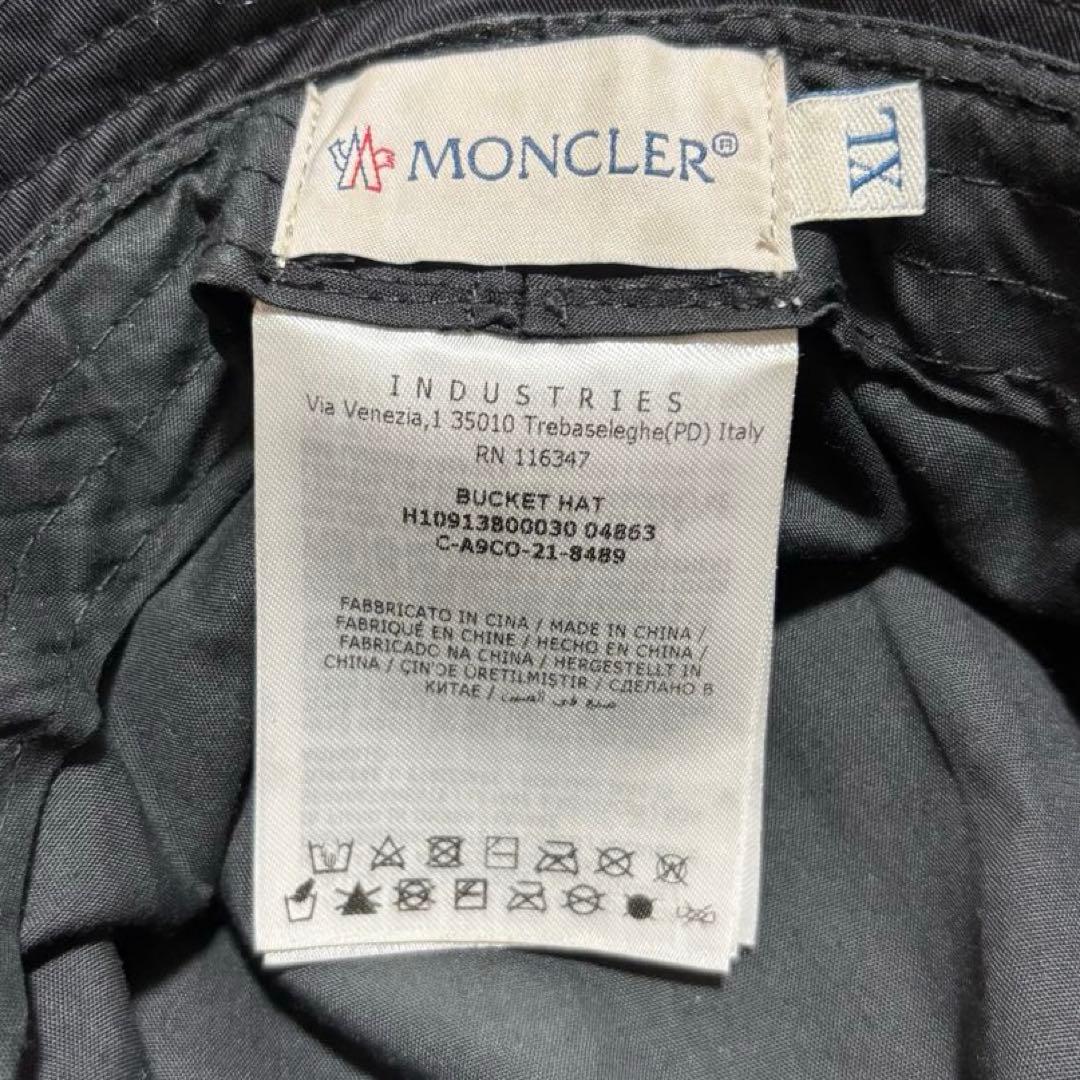 MONCLER®
XL
INDUSTRIES
Via Venezia,1 35010 Trebaseleghe(PD) Italy
RN 116347
BUCKET HAT
H10913B00030 04863
C-A9CO-21-8489
FABBRICATO IN CINA / MADE IN CHINA /
FABRIQUÉ EN CHINE / HECHO EN CHINA /
FABRICADO NA CHINA / HERGESTELLT IN
CHINA / ÇIN'DE ÜRETILMISTIR / СДЕЛАНО В
КИТАЕ / صنع في الصين